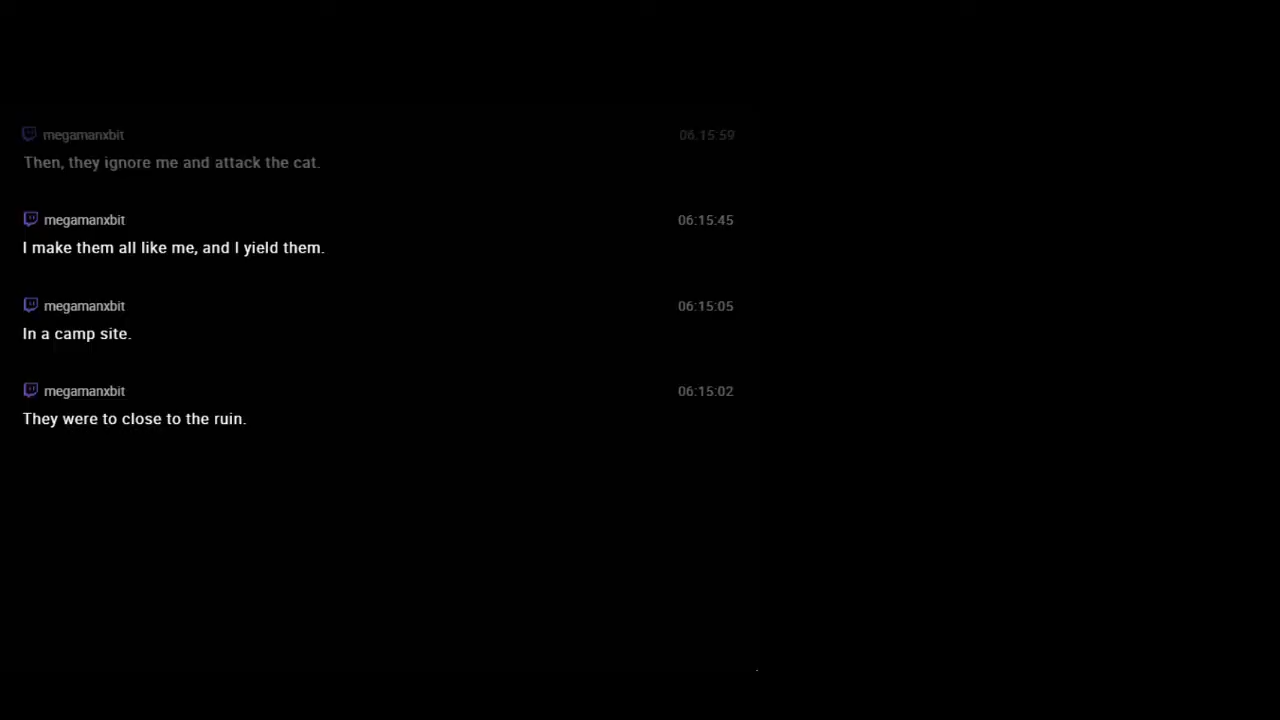 megamanxbit 06:15:59
Then, they ignore me and attack the cat.
megamanxbit 06:15:45
I make them all like me, and I yield them.
megamanxbit 06:15:05
In a camp site.
megamanxbit 06:15:02
They were to close to the ruin.